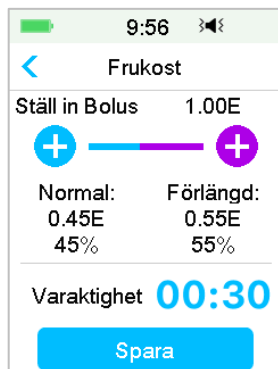 9:56
Frukost
Ställ in Bolus 1.00E
Normal: Förlängd:
0.45E 0.55E
45% 55%
Varaktighet 00:30
Spara